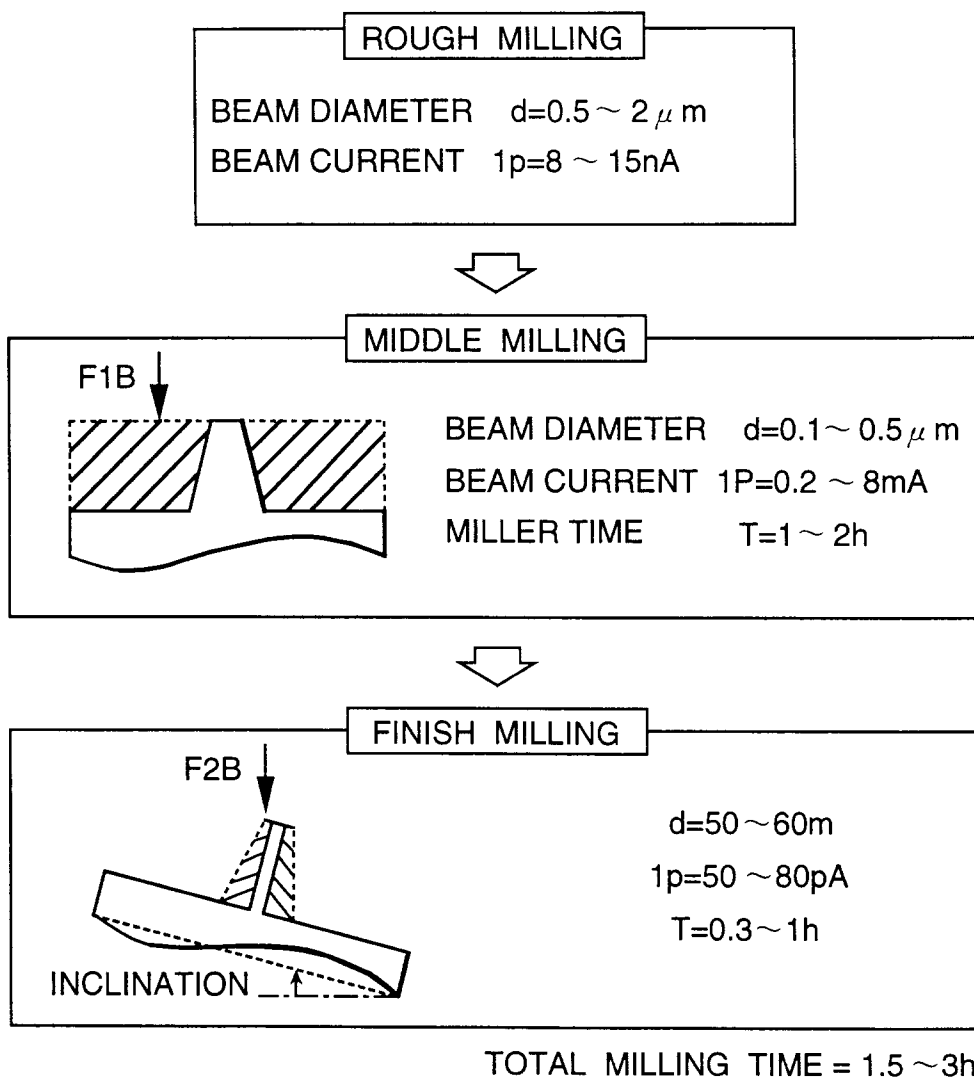 ROUGH MILLING
BEAM DIAMETER d=0.5 ~ 2 μm
BEAM CURRENT 1p=8 ~ 15nA
MIDDLE MILLING
F1B
BEAM DIAMETER d=0.1~ 0.5μm
BEAM CURRENT 1P=0.2 ~ 8mA
MILLER TIME T=1 ~ 2h
FINISH MILLING
F2B
d=50 ~60m
1p=50 ~80pA
T=0.3~ 1h
INCLINATION
TOTAL MILLING TIME = 1.5 ~3h